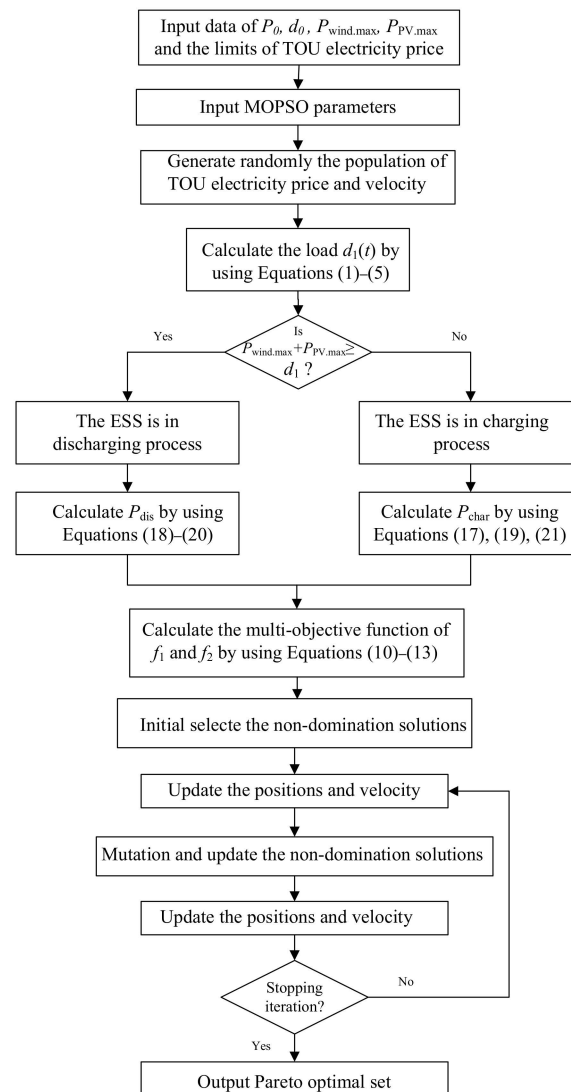 Input data of P0, d0, Pwind.max, PPV.max
and the limits of TOU electricity price
Input MOPSO parameters
Generate randomly the population of
TOU electricity price and velocity
Calculate the load d1(t) by
using Equations (1)–(5)
Yes
Is
No
Pwind.max+PPV.max≥
d1 ?
The ESS is in
discharging process
The ESS is in charging
process
Calculate Pdis by using
Equations (18)–(20)
Calculate Pchar by using
Equations (17), (19), (21)
Calculate the multi-objective function of
f1 and f2 by using Equations (10)–(13)
Initial selecte the non-domination solutions
Update the positions and velocity
Mutation and update the non-domination solutions
Update the positions and velocity
Stopping
iteration?
No
Yes
Output Pareto optimal set